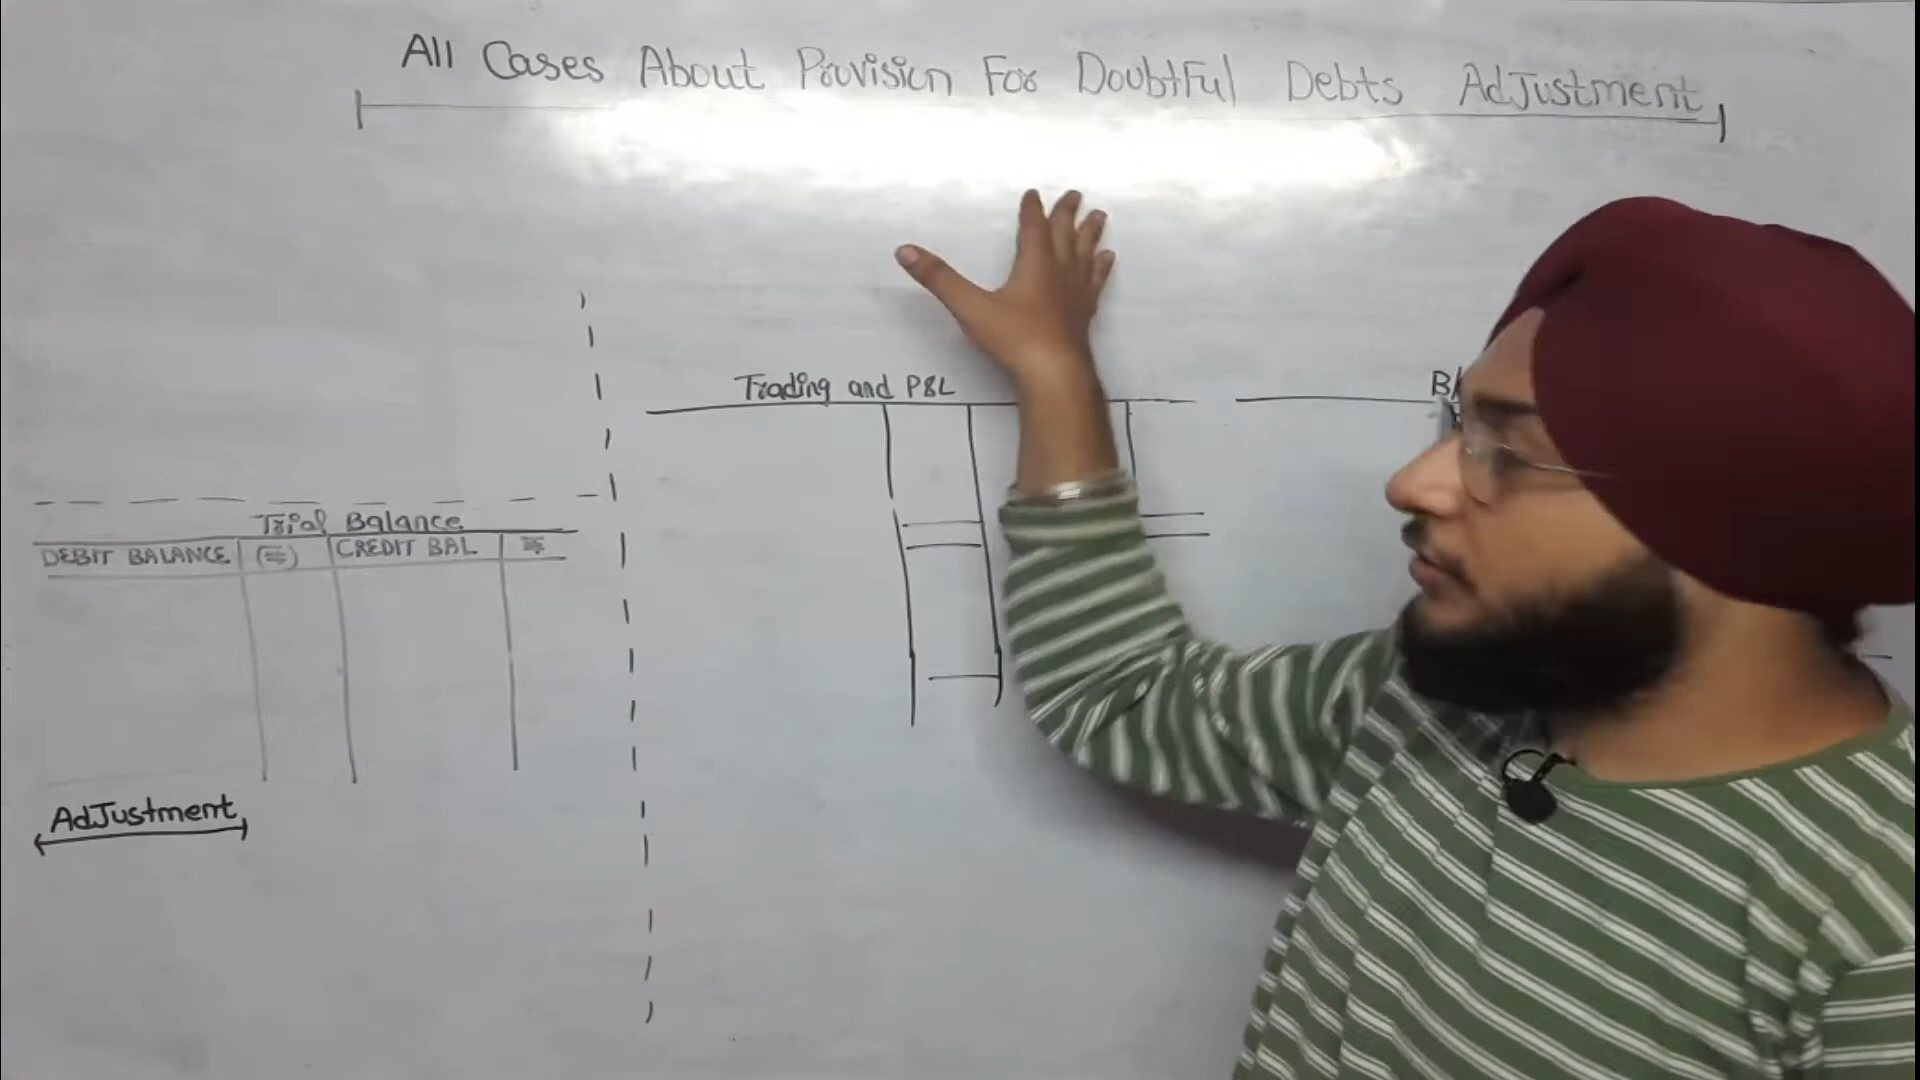 All Cases About Provision For Doubtful Debts Adjustment
Trading and P&L
B/
Trial Balance
DEBIT BALANCE (₹) CREDIT BAL ₹
Adjustment